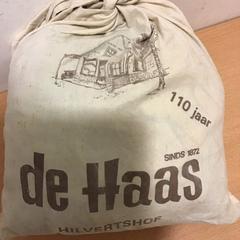 110 jaar
SINDS 1872
de Haas
HILVERTSHOF